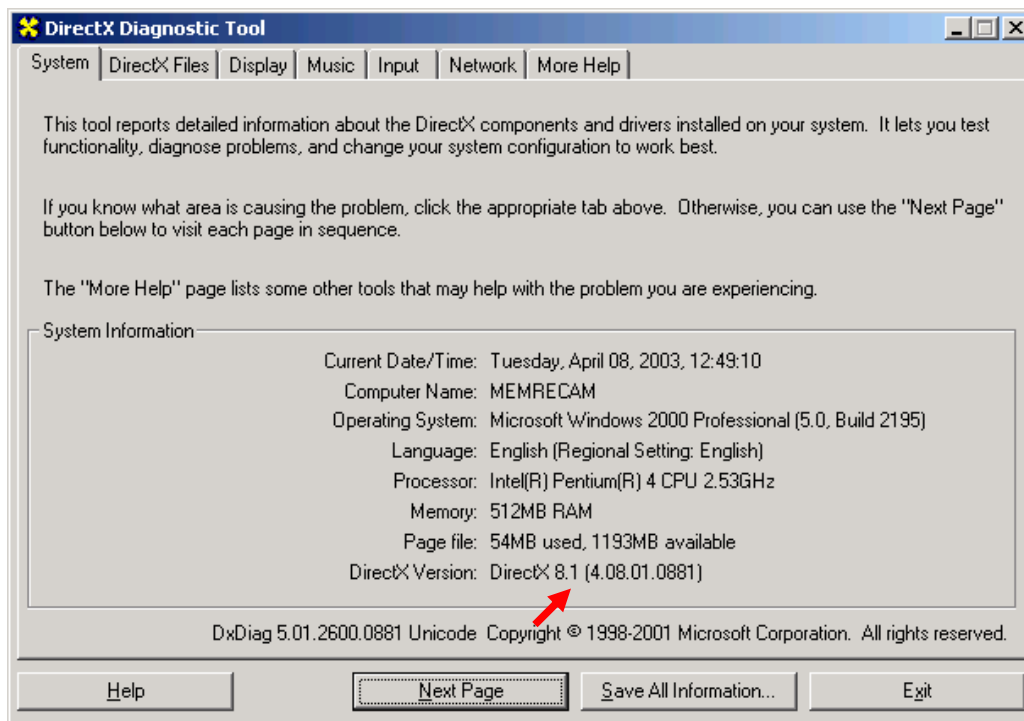 DirectX Diagnostic Tool
System DirectX Files Display Music Input Network More Help
This tool reports detailed information about the DirectX components and drivers installed on your system. It lets you test
functionality, diagnose problems, and change your system configuration to work best.
If you know what area is causing the problem, click the appropriate tab above. Otherwise, you can use the "Next Page"
button below to visit each page in sequence.
The "More Help" page lists some other tools that may help with the problem you are experiencing.
System Information
Current Date/Time: Tuesday, April 08, 2003, 12:49:10
Computer Name: MEMRECAM
Operating System: Microsoft Windows 2000 Professional (5.0, Build 2195)
Language: English (Regional Setting: English)
Processor: Intel(R) Pentium(R) 4 CPU 2.53GHz
Memory: 512MB RAM
Page file: 54MB used, 1193MB available
DirectX Version: DirectX 8.1 (4.08.01.0881)
DxDiag 5.01.2600.0881 Unicode Copyright © 1998-2001 Microsoft Corporation. All rights reserved.
Help Next Page Save All Information... Exit